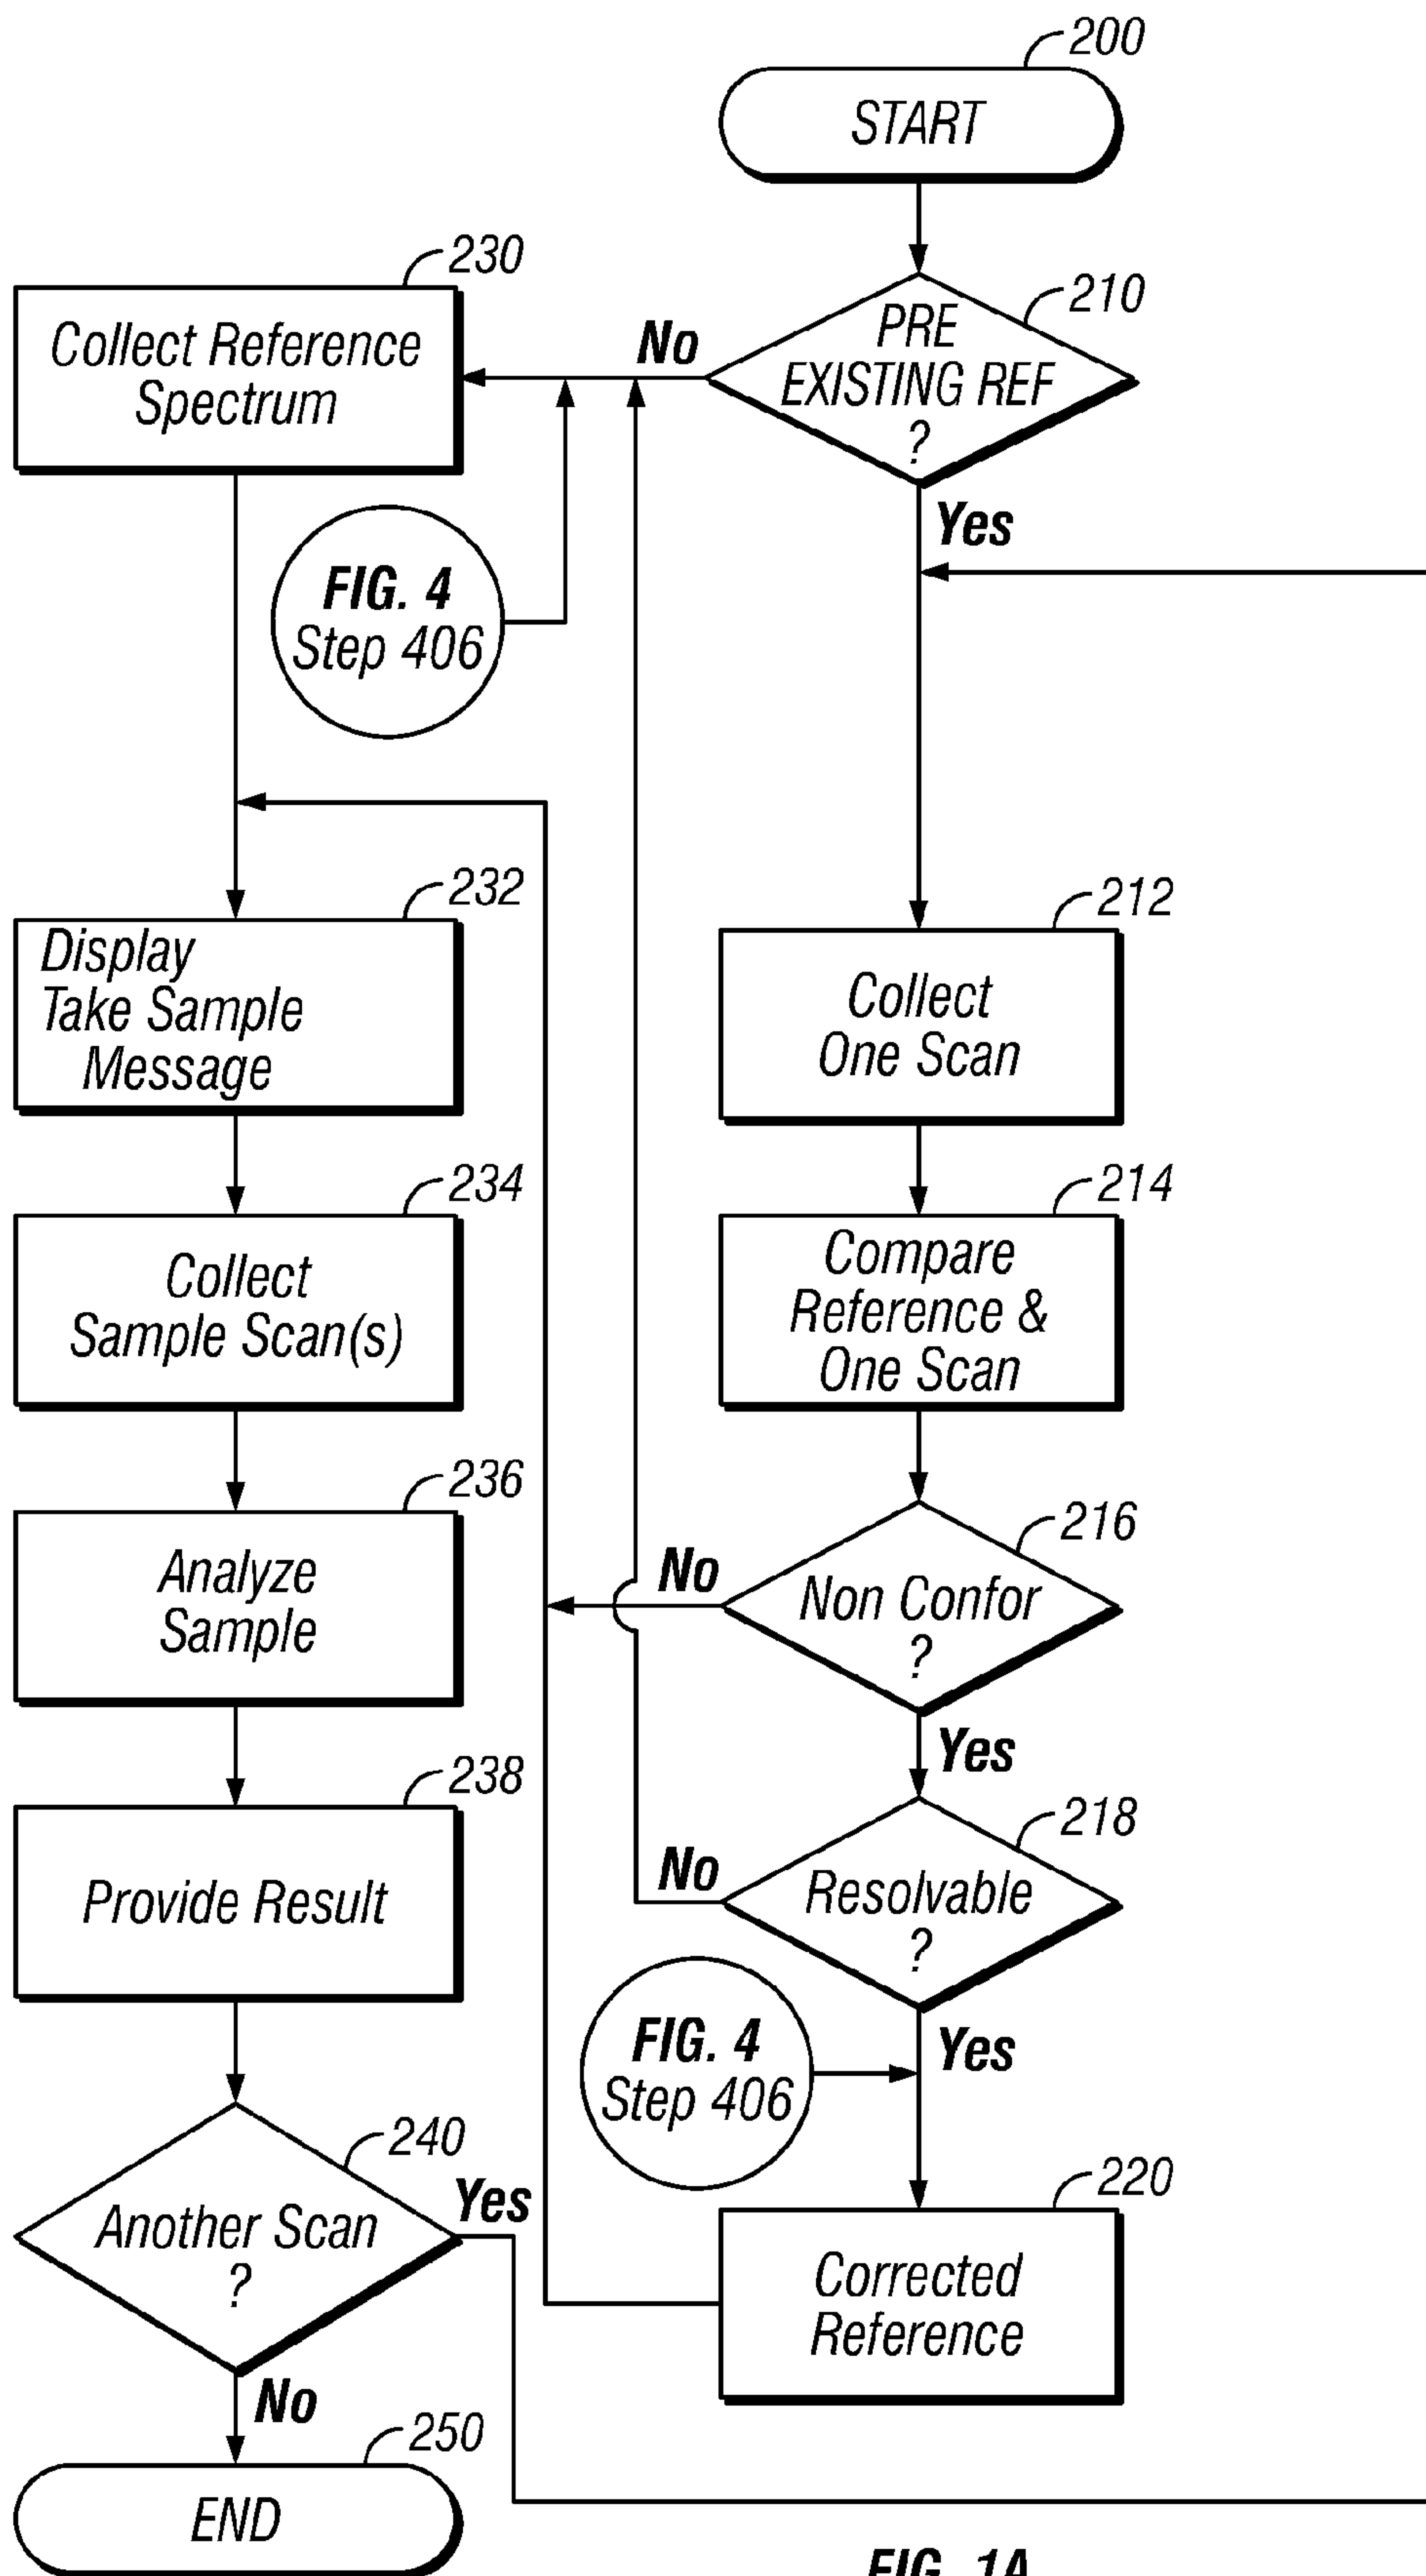 200
START
230
Collect Reference
Spectrum
No
210
PRE
EXISTING REF
?
Yes
FIG. 4
Step 406
232
Display
Take Sample
Message
212
Collect
One Scan
234
Collect
Sample Scan(s)
214
Compare
Reference &
One Scan
236
Analyze
Sample
No
216
Non Confor
?
Yes
238
Provide Result
No
218
Resolvable
?
Yes
FIG. 4
Step 406
240
Another Scan
?
Yes
No
220
Corrected
Reference
250
END
FIG. 1A